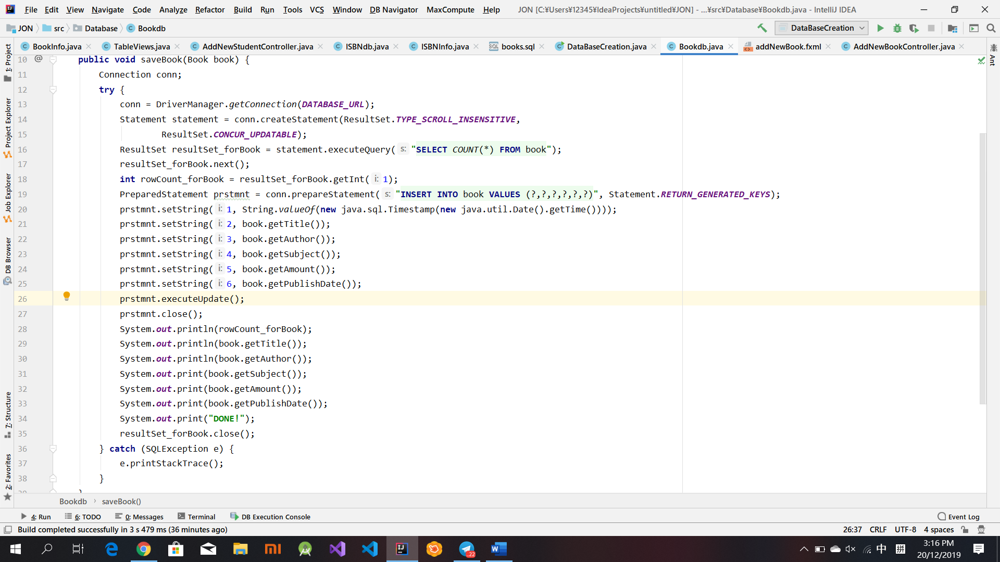 File Edit View Navigate Code Analyze Refactor Build Run Tools VCS Window DB Navigator MaxCompute Help JON [C:¥Users¥12345¥IdeaProjects¥untitled¥JON] - ...¥src¥Database¥Bookdb.java - IntelliJ IDEA
JON src Database Bookdb DataBaseCreation
BookInfo.java TableViews.java AddNewStudentController.java ISBNdb.java ISBNInfo.java books.sql DataBaseCreation.java Bookdb.java addNewBook.fxml AddNewBookController.java
1: Project
Project Explorer
Job Explorer
DB Browser
7: Structure
2: Favorites
Ant
10 @ public void saveBook(Book book) {
11 Connection conn;
12 try {
13 conn = DriverManager.getConnection(DATABASE_URL);
14 Statement statement = conn.createStatement(ResultSet.TYPE_SCROLL_INSENSITIVE,
15 ResultSet.CONCUR_UPDATABLE);
16 ResultSet resultSet_forBook = statement.executeQuery( s: "SELECT COUNT(*) FROM book");
17 resultSet_forBook.next();
18 int rowCount_forBook = resultSet_forBook.getInt( i: 1);
19 PreparedStatement prstmnt = conn.prepareStatement( s: "INSERT INTO book VALUES (?,?,?,?,?,?)", Statement.RETURN_GENERATED_KEYS);
20 prstmnt.setString( i: 1, String.valueOf(new java.sql.Timestamp(new java.util.Date().getTime())));
21 prstmnt.setString( i: 2, book.getTitle());
22 prstmnt.setString( i: 3, book.getAuthor());
23 prstmnt.setString( i: 4, book.getSubject());
24 prstmnt.setString( i: 5, book.getAmount());
25 prstmnt.setString( i: 6, book.getPublishDate());
26 prstmnt.executeUpdate();
27 prstmnt.close();
28 System.out.println(rowCount_forBook);
29 System.out.println(book.getTitle());
30 System.out.println(book.getAuthor());
31 System.out.print(book.getSubject());
32 System.out.print(book.getAmount());
33 System.out.print(book.getPublishDate());
34 System.out.print("DONE!");
35 resultSet_forBook.close();
36 } catch (SQLException e) {
37 e.printStackTrace();
38 }
Bookdb saveBook()
4: Run 6: TODO 0: Messages Terminal DB Execution Console Event Log
Build completed successfully in 3 s 479 ms (36 minutes ago) 26:37 CRLF UTF-8 4 spaces
22 中 拼 3:16 PM
20/12/2019